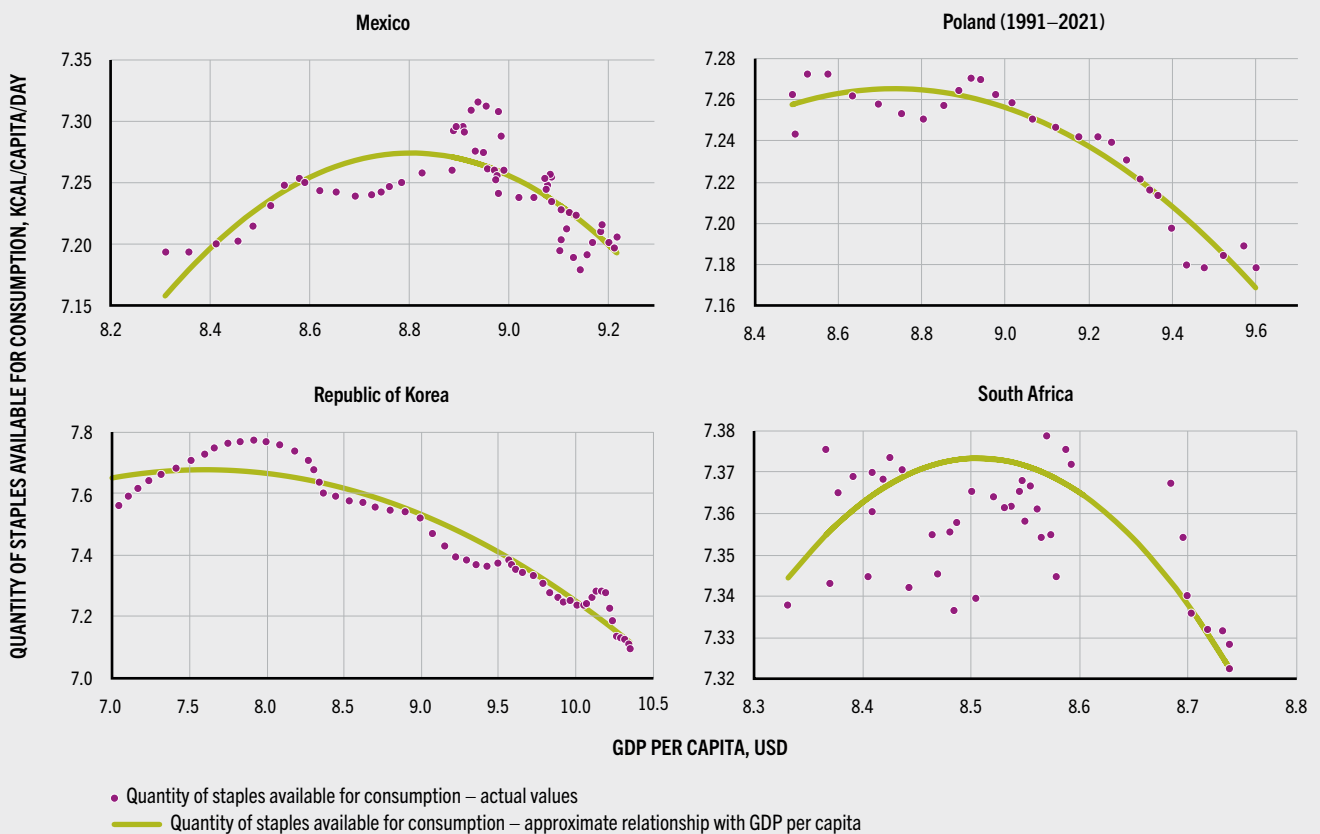 QUANTITY OF STAPLES AVAILABLE FOR CONSUMPTION, KCAL/CAPITA/DAY
Mexico
7.35
7.30
7.25
7.20
7.15
8.2 8.4 8.6 8.8 9.0 9.2
Poland (1991–2021)
7.28
7.26
7.24
7.22
7.20
7.18
7.16
8.4 8.6 8.8 9.0 9.2 9.4 9.6
Republic of Korea
7.8
7.6
7.4
7.2
7.0
7.0 7.5 8.0 8.5 9.0 9.5 10.0 10.5
South Africa
7.38
7.37
7.36
7.35
7.34
7.33
7.32
8.3 8.4 8.5 8.6 8.7 8.8
GDP PER CAPITA, USD
Quantity of staples available for consumption – actual values
Quantity of staples available for consumption – approximate relationship with GDP per capita